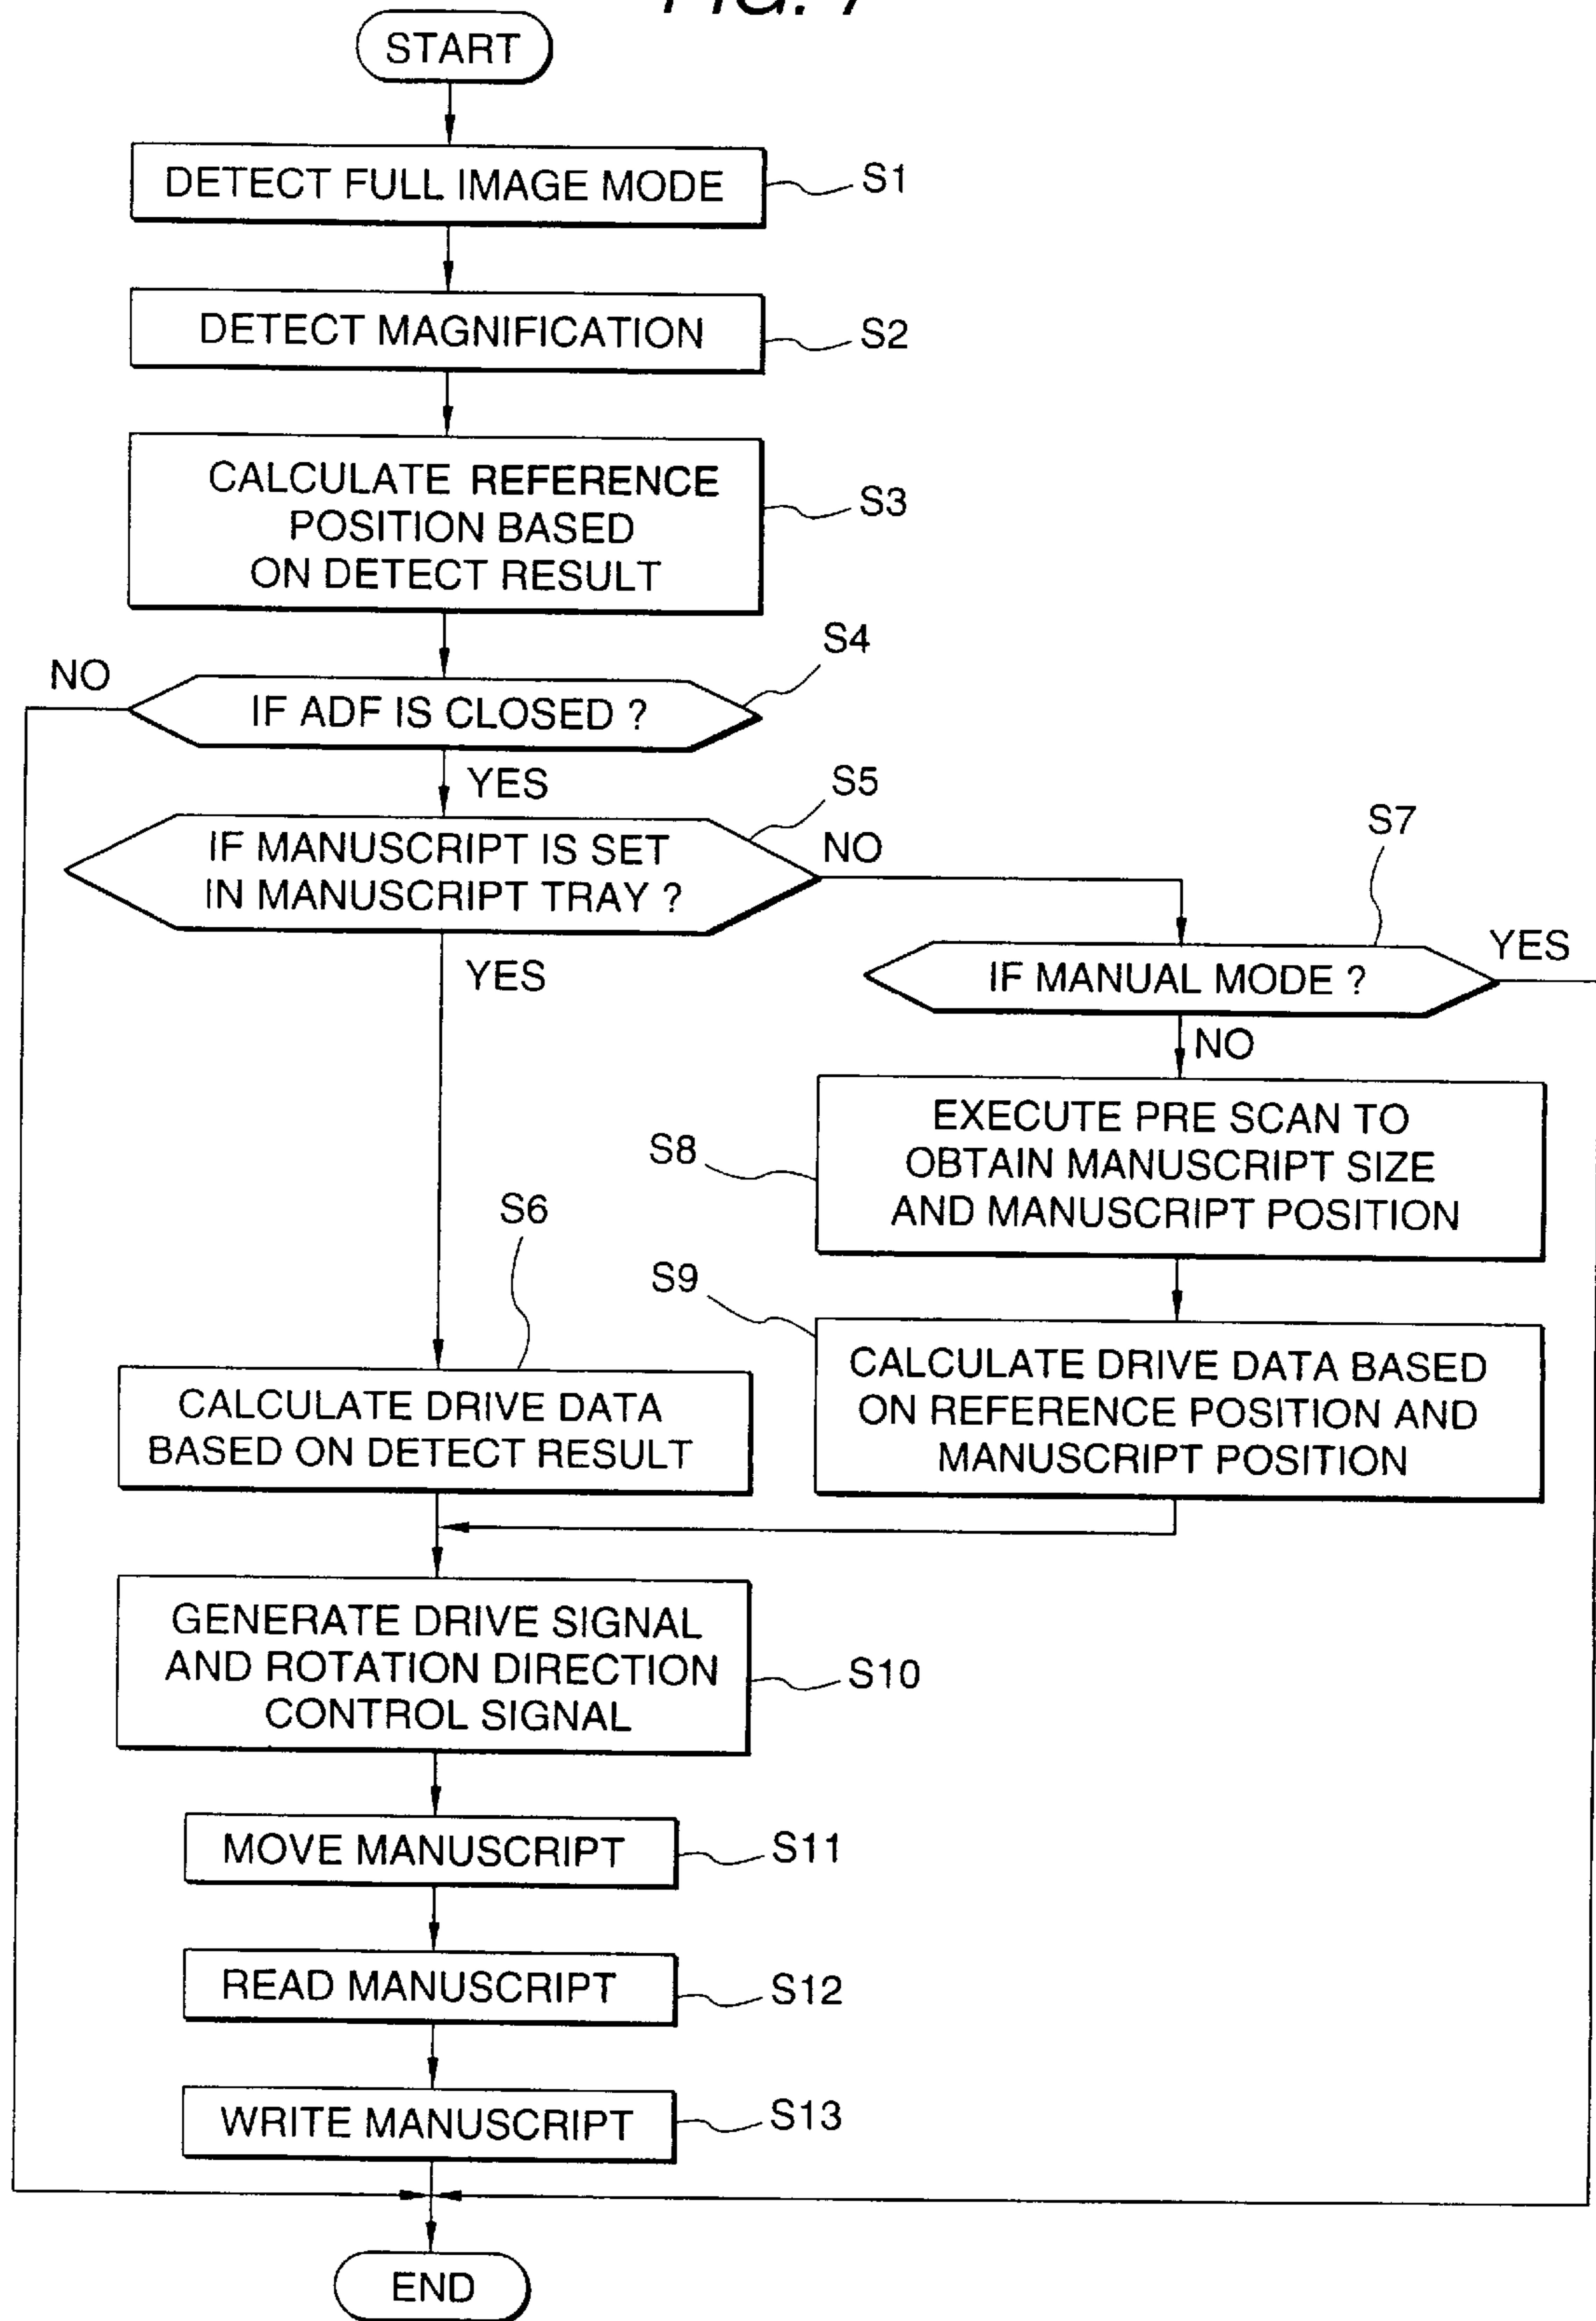 START
DETECT FULL IMAGE MODE
S1
DETECT MAGNIFICATION
S2
CALCULATE REFERENCE
POSITION BASED
ON DETECT RESULT
S3
S4
NO
IF ADF IS CLOSED ?
YES
S5
IF MANUSCRIPT IS SET
IN MANUSCRIPT TRAY ?
NO
S7
YES
IF MANUAL MODE ?
YES
NO
EXECUTE PRE SCAN TO
OBTAIN MANUSCRIPT SIZE
AND MANUSCRIPT POSITION
S8
S6
S9
CALCULATE DRIVE DATA BASED
ON REFERENCE POSITION AND
MANUSCRIPT POSITION
CALCULATE DRIVE DATA
BASED ON DETECT RESULT
GENERATE DRIVE SIGNAL
AND ROTATION DIRECTION
CONTROL SIGNAL
S10
MOVE MANUSCRIPT
S11
READ MANUSCRIPT
S12
WRITE MANUSCRIPT
S13
END